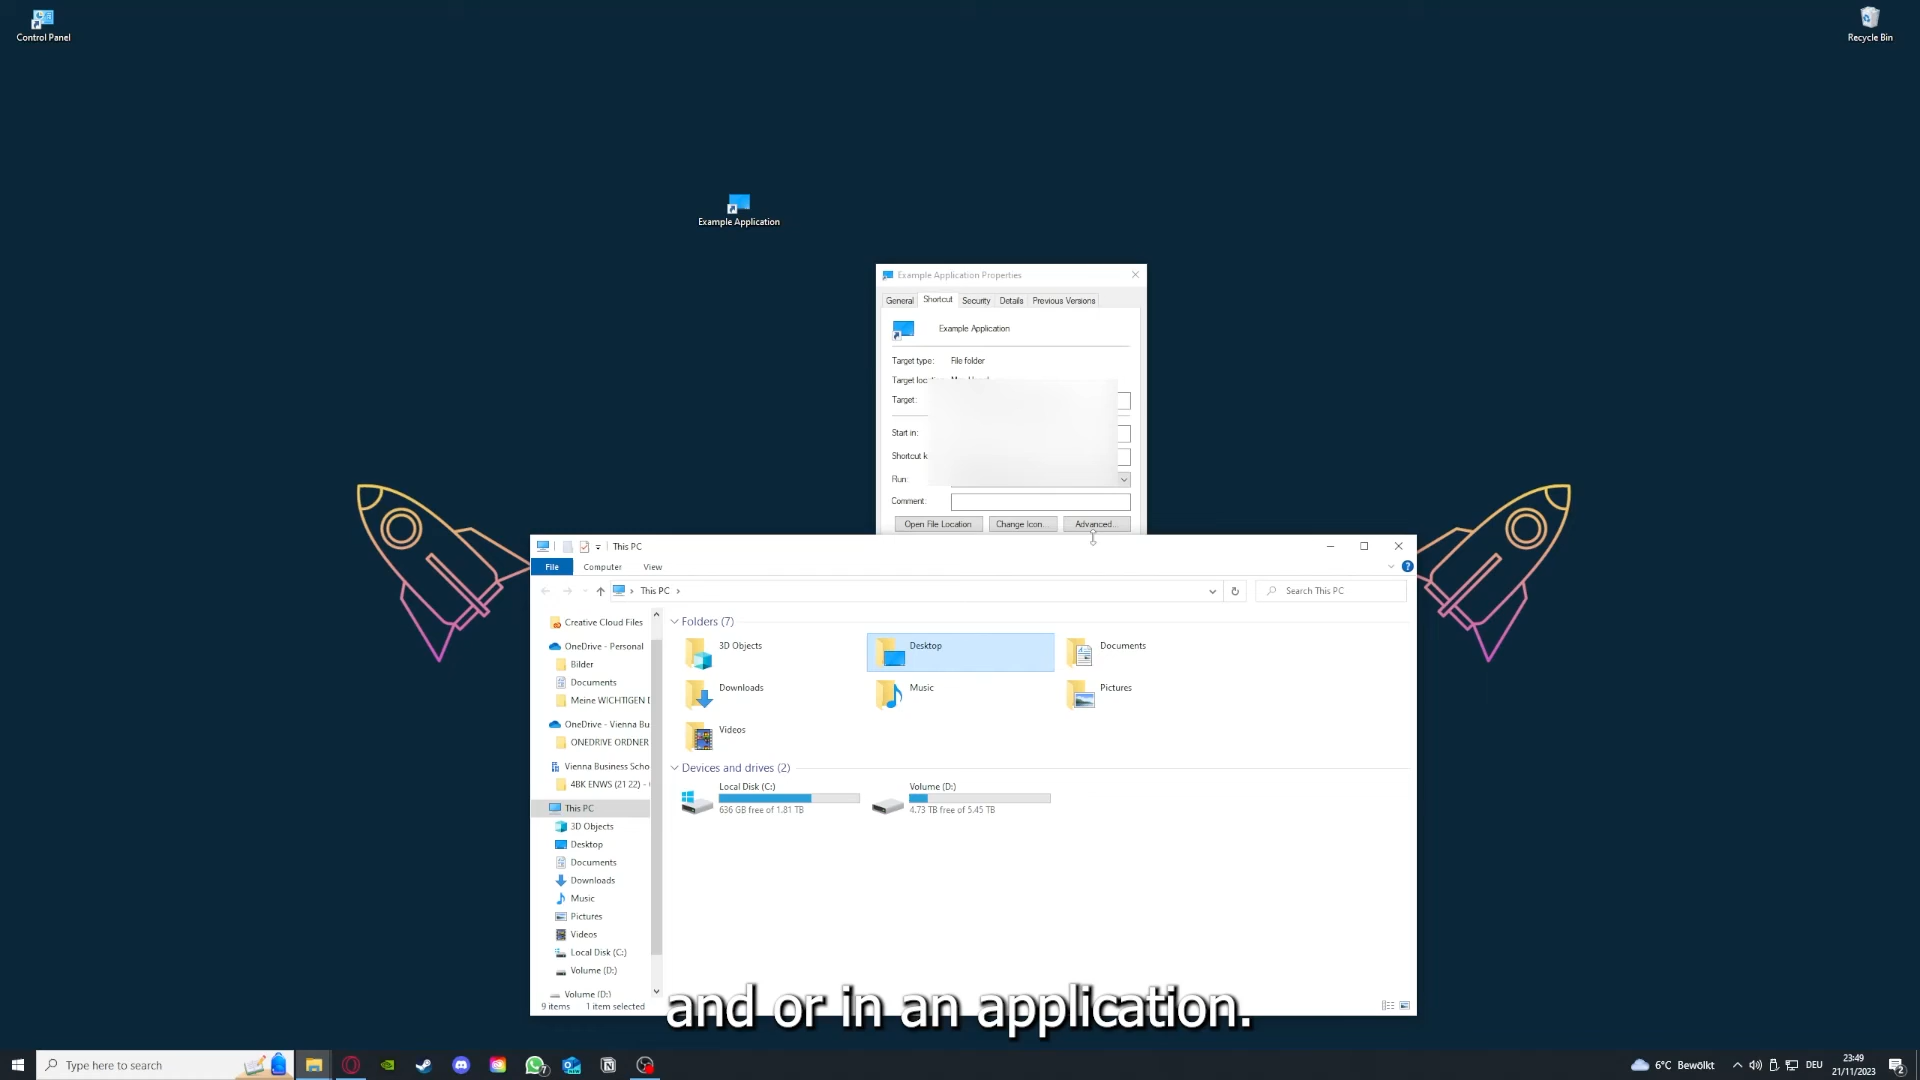 Control Panel
Recycle Bin
Example Application
Example Application Properties
General Shortcut Security Details Previous Versions
Example Application
Target type: File folder
Target
Target:
Start in:
Shortcut
Run:
Comment:
Open File Location Change Icon... Advanced...
This PC
File Computer View
This PC
Search This PC
Creative Cloud Files
OneDrive - Personal
Bilder
Documents
Meine WICHTIGEN
OneDrive - Vienna Bu
ONEDRIVE ORDNER
Vienna Business Scho
4BK ENWS (21 22) -
This PC
3D Objects
Desktop
Documents
Downloads
Music
Pictures
Videos
Local Disk (C:)
Volume (D:)
Volume (D:)
Folders (7)
3D Objects
Desktop
Documents
Downloads
Music
Pictures
Videos
Devices and drives (2)
Local Disk (C:)
636 GB free of 1.81 TB
Volume (D:)
4.73 TB free of 5.45 TB
9 items 1 item selected
and or in an application.
Type here to search
7
6°C Bewölkt
DEU
23:49
21/11/2023
2